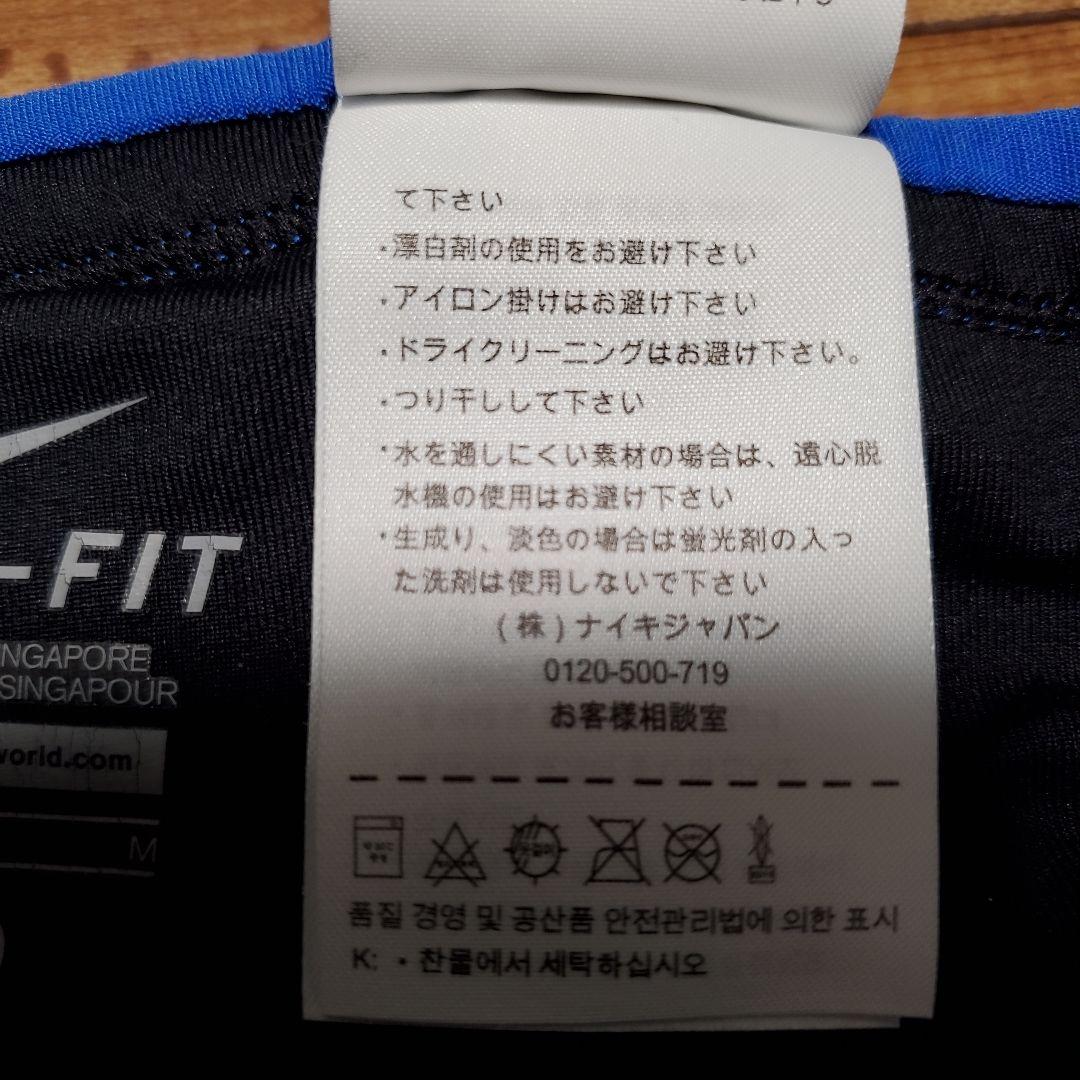 て下さい
・漂白剤の使用をお避け下さい
・アイロン掛けはお避け下さい
・ドライクリーニングはお避け下さい。
・つり干しして下さい
・水を通しにくい素材の場合は、遠心脱
水機の使用はお避け下さい
・生成り、淡色の場合は蛍光剤の入っ
た洗剤は使用しないで下さい
(株)ナイキジャパン
0120-500-719
お客様相談室
품질 경영 및 공산품 안전관리법에 의한 표시
K: ・찬물에서 세탁하십시오
-FIT
NGAPORE
SINGAPOUR
world.com
M